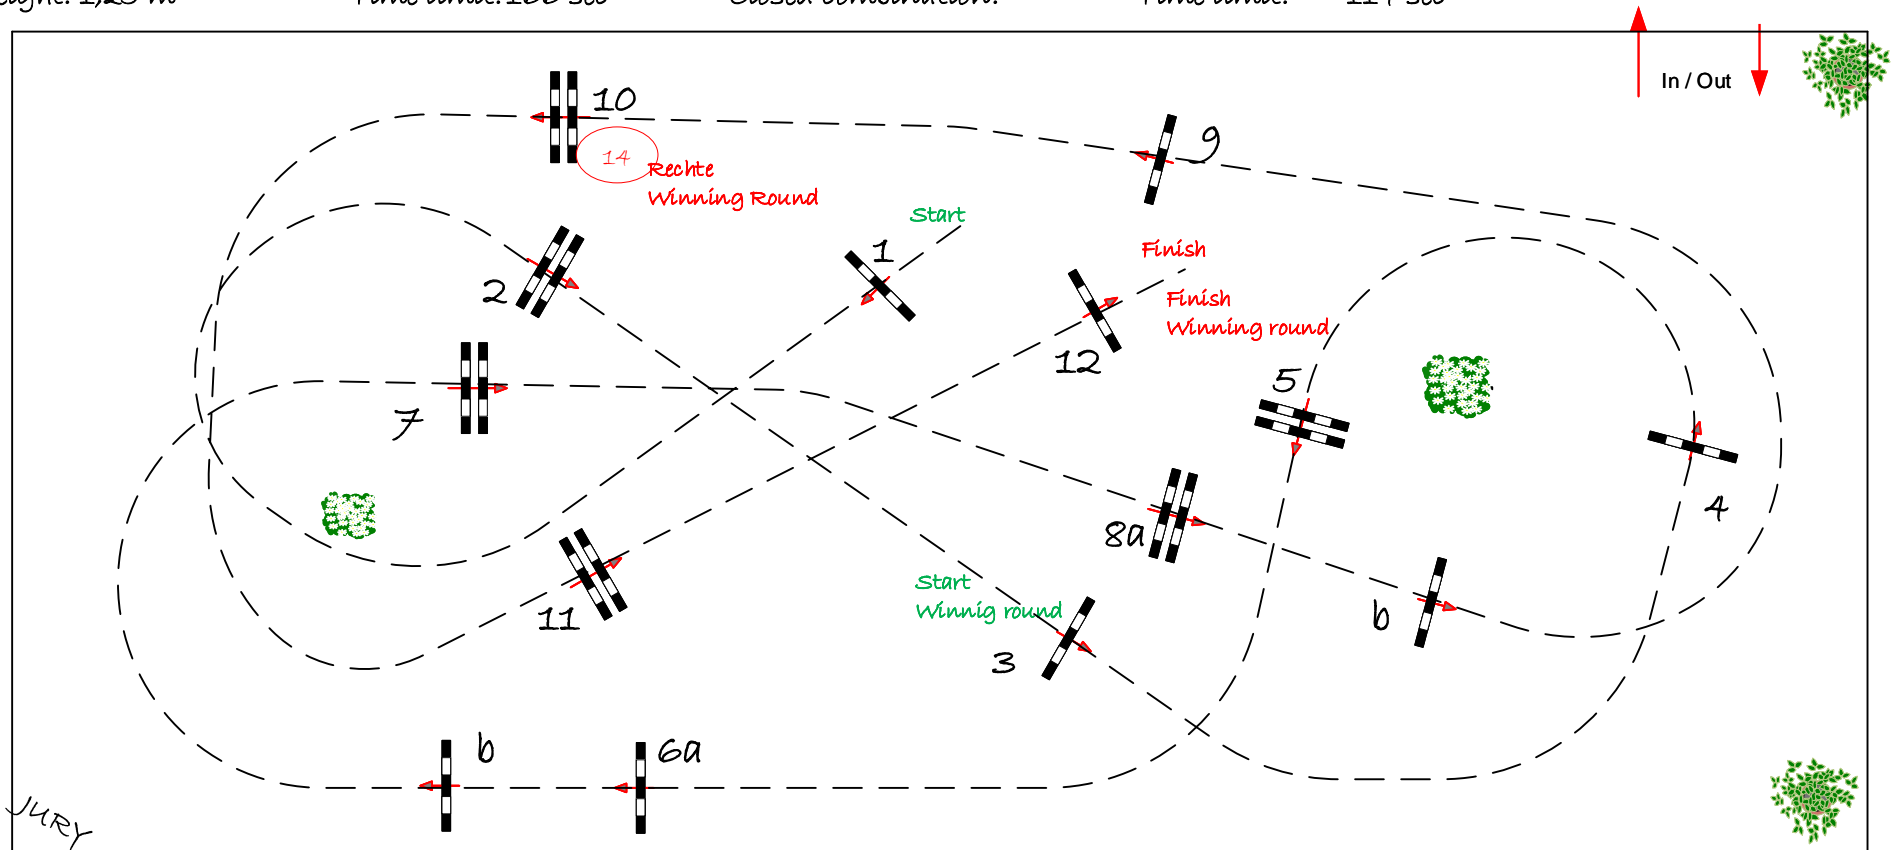 In / Out
10
14
Rechte
Winning Round
9
Start
1
Finish
2
Finish
Winning round
12
5
7
4
8a
Start
Winnig round
b
11
3
b
6a
JURY